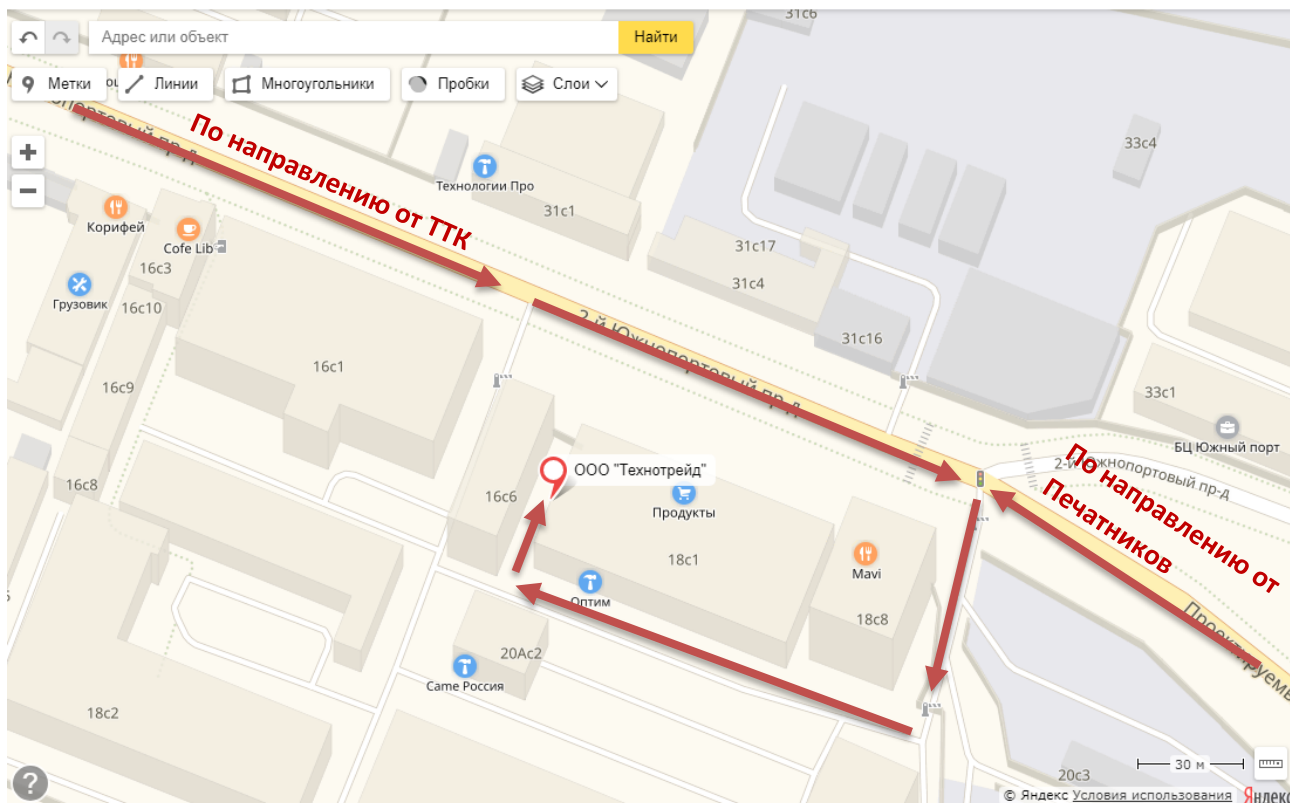 Адрес или объект
Найти
Метки
Линии
Многоугольники
Пробки
Слои
31с6
33с4
По направлению от ТТК
Технологии Про
31с1
Корифей
Cofe Lib
16с3
31с17
31с4
Грузовик
16с10
2-й Южнопортовый пр-д
31с16
16с1
16с9
33с1
БЦ Южный порт
2-й Южнопортовый пр-д
По направлению от
Печатников
ООО "Технотрейд"
16с8
16с6
Продукты
18с1
Mavi
Оптим
18с8
20Ас2
Came Россия
18с2
30 м
20с3
© Яндекс Условия использования